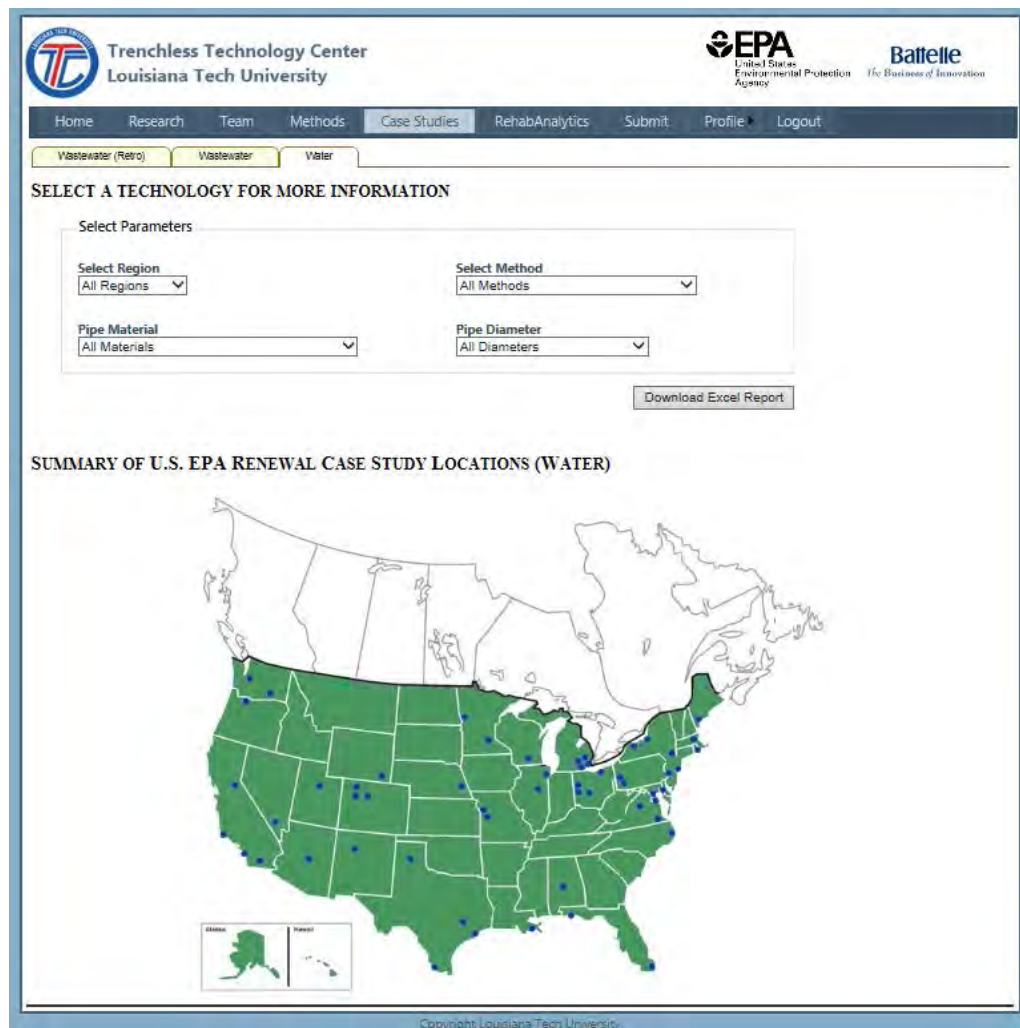 LOUISIANA TECH UNIVERSITY
Trenchless Technology Center
Louisiana Tech University
EPA
United States
Environmental Protection
Agency
Battelle
The Business of Innovation
Home Research Team Methods Case Studies RehabAnalytics Submit Profile Logout
Wastewater (Retro) Wastewater Water
SELECT A TECHNOLOGY FOR MORE INFORMATION
Select Parameters
Select Region Select Method
All Regions All Methods
Pipe Material Pipe Diameter
All Materials All Diameters
Download Excel Report
SUMMARY OF U.S. EPA RENEWAL CASE STUDY LOCATIONS (WATER)
Alaska Hawaii
Copyright Louisiana Tech University